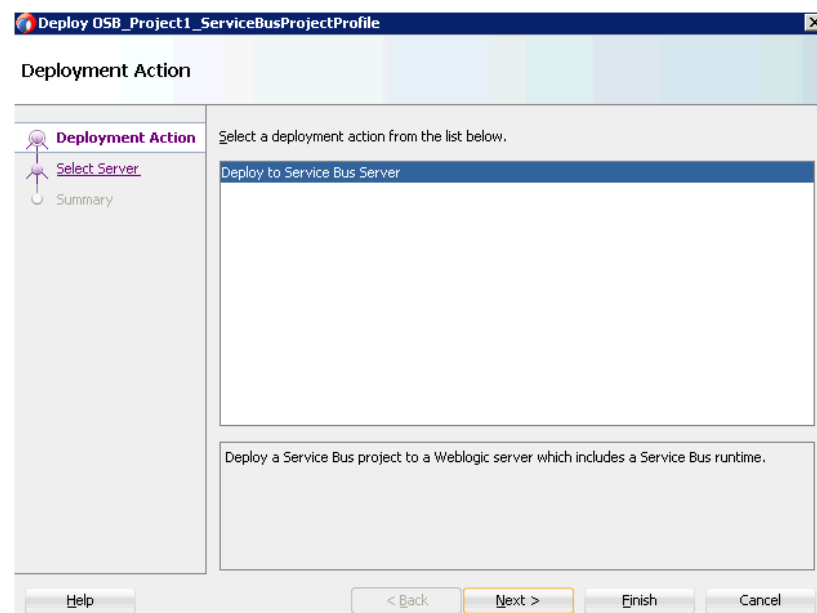 Deploy OSB_Project1_ServiceBusProjectProfile
Deployment Action
Deployment Action
Select Server
Summary
Select a deployment action from the list below.
Deploy to Service Bus Server
Deploy a Service Bus project to a Weblogic server which includes a Service Bus runtime.
Help
< Back
Next >
Finish
Cancel